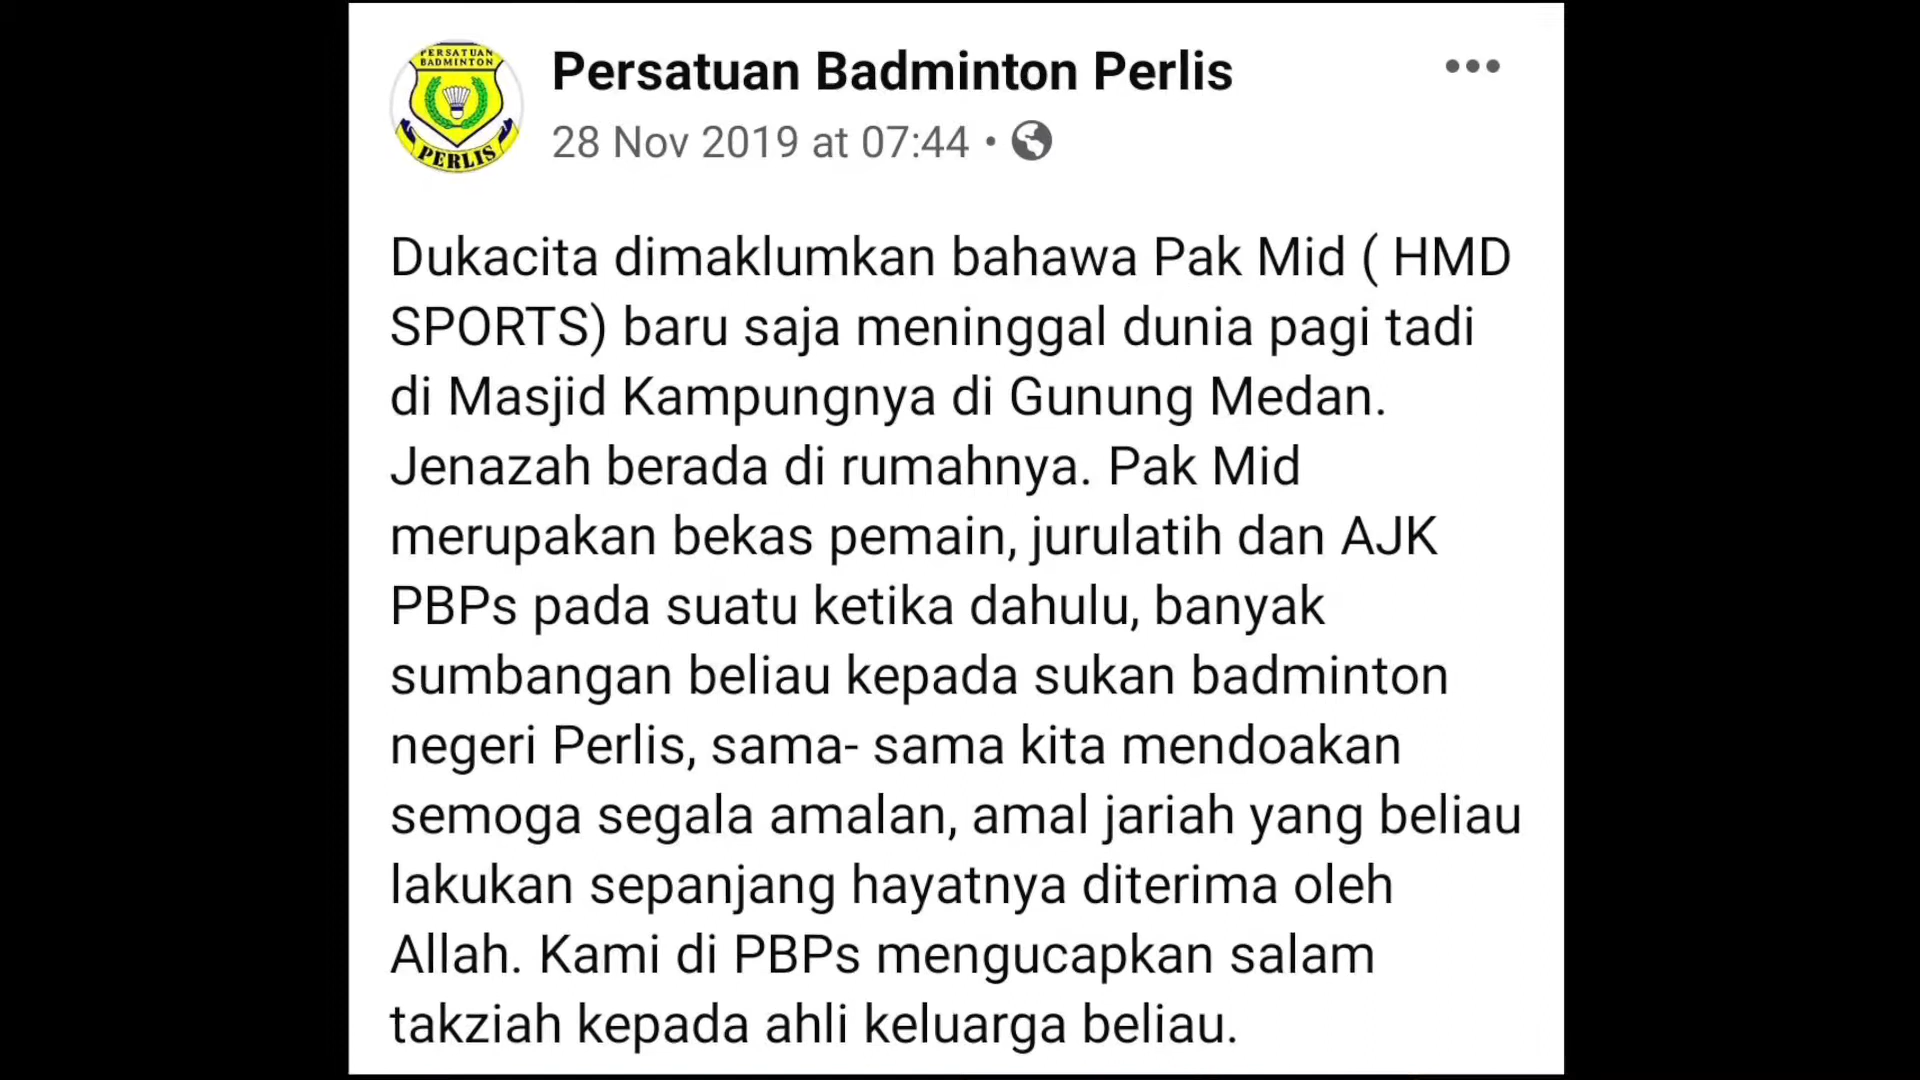 PERSATUAN
BADMINTON
PERLIS
Persatuan Badminton Perlis
28 Nov 2019 at 07:44 •
Dukacita dimaklumkan bahawa Pak Mid ( HMD
SPORTS) baru saja meninggal dunia pagi tadi
di Masjid Kampungnya di Gunung Medan.
Jenazah berada di rumahnya. Pak Mid
merupakan bekas pemain, jurulatih dan AJK
PBPs pada suatu ketika dahulu, banyak
sumbangan beliau kepada sukan badminton
negeri Perlis, sama- sama kita mendoakan
semoga segala amalan, amal jariah yang beliau
lakukan sepanjang hayatnya diterima oleh
Allah. Kami di PBPs mengucapkan salam
takziah kepada ahli keluarga beliau.